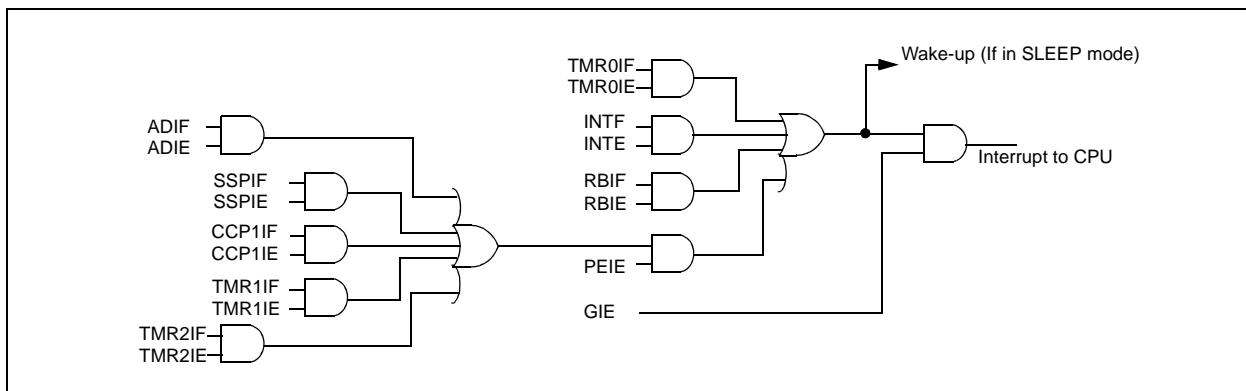 Wake-up (If in SLEEP mode)
TMR0IF
TMR0IE
INTF
INTE
Interrupt to CPU
RBIF
RBIE
ADIF
ADIE
SSPIF
SSPIE
CCP1IF
CCP1IE
PEIE
TMR1IF
TMR1IE
GIE
TMR2IF
TMR2IE